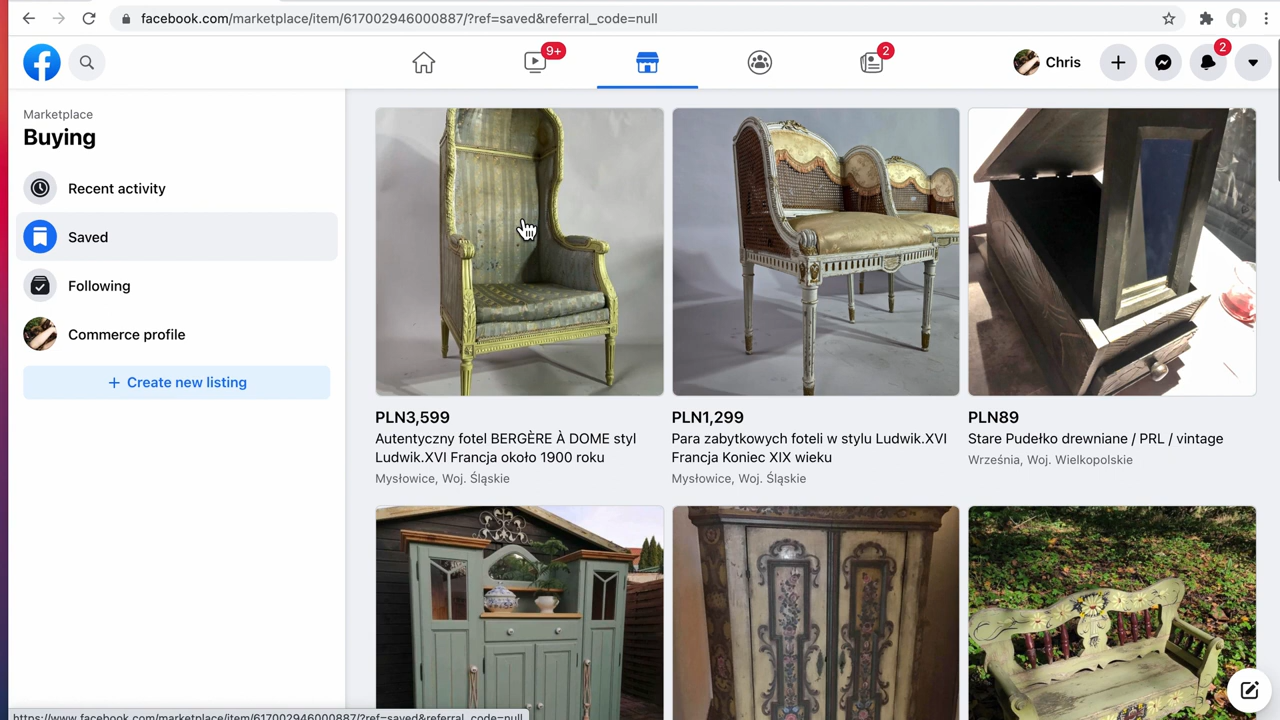 facebook.com/marketplace/item/617002946000887/?ref=saved&referral_code=null
9+
2
Chris
2
Marketplace
Buying
Recent activity
Saved
Following
Commerce profile
+ Create new listing
PLN3,599
Autentyczny fotel BERGÈRE À DOME styl
Ludwik.XVI Francja około 1900 roku
Mysłowice, Woj. Śląskie
PLN1,299
Para zabytkowych foteli w stylu Ludwik.XVI
Francja Koniec XIX wieku
Mysłowice, Woj. Śląskie
PLN89
Stare Pudełko drewniane / PRL / vintage
Września, Woj. Wielkopolskie
https://www.facebook.com/marketplace/item/617002946000887/?ref=saved&referral_code=null